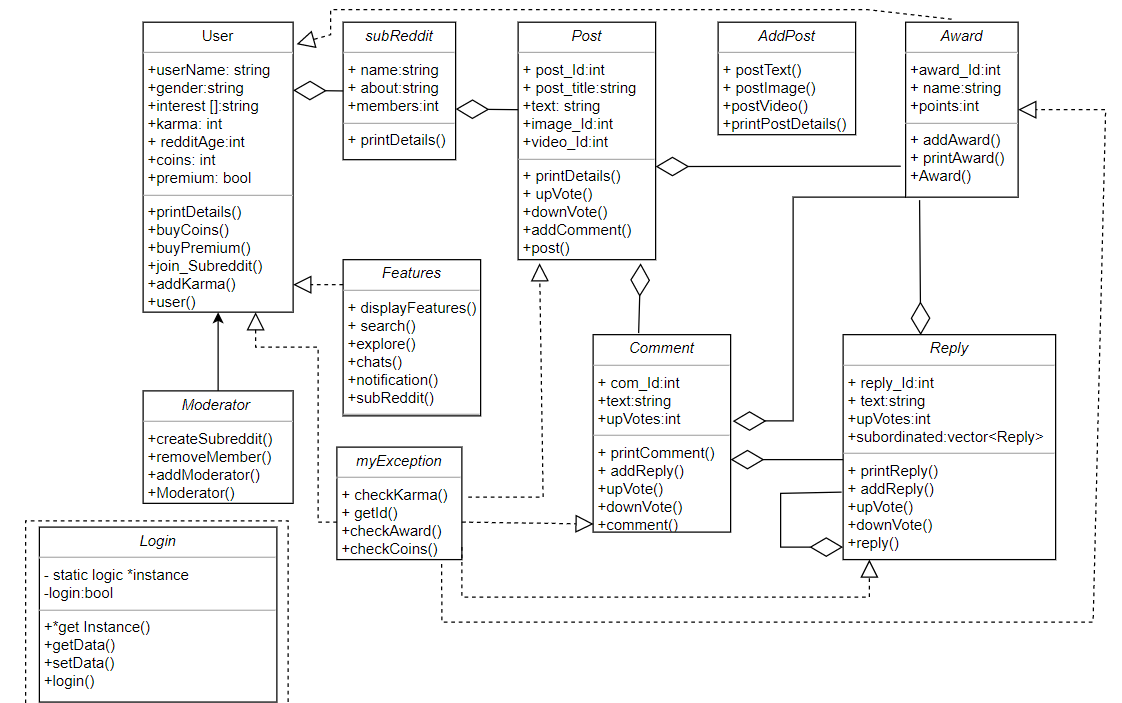 User
+userName: string
+gender:string
+interest []:string
+karma: int
+ redditAge:int
+coins: int
+premium: bool
+printDetails()
+buyCoins()
+buyPremium()
+join_Subreddit()
+addKarma()
+user()
subReddit
+ name:string
+ about:string
+members:int
+ printDetails()
Post
+ post_Id:int
+ post_title:string
+text: string
+image_Id:int
+video_Id:int
+ printDetails()
+ upVote()
+downVote()
+addComment()
+post()
AddPost
+ postText()
+ postImage()
+postVideo()
+printPostDetails()
Award
+award_Id:int
+ name:string
+points:int
+ addAward()
+ printAward()
+Award()
Features
+ displayFeatures()
+ search()
+explore()
+chats()
+notification()
+subReddit()
Comment
+ com_Id:int
+text:string
+upVotes:int
+ printComment()
+ addReply()
+upVote()
+downVote()
+comment()
Reply
+ reply_Id:int
+ text:string
+upVotes:int
+subordinated:vector<Reply>
+ printReply()
+ addReply()
+upVote()
+downVote()
+reply()
Moderator
+createSubreddit()
+removeMember()
+addModerator()
+Moderator()
myException
+ checkKarma()
+ getId()
+checkAward()
+checkCoins()
Login
- static logic *instance
-login:bool
+*get Instance()
+getData()
+setData()
+login()